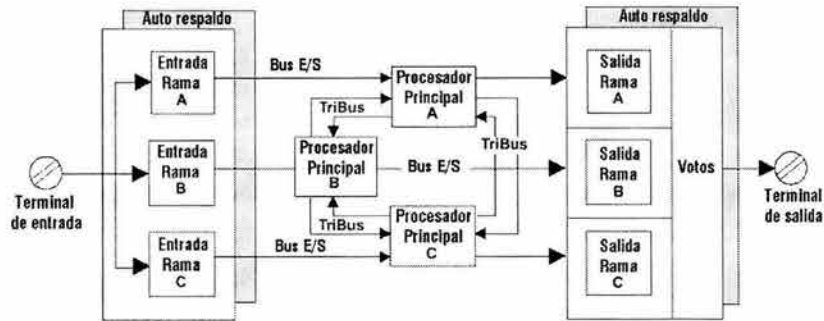 Auto respaldo
Auto respaldo
Entrada
Rama
A
Bus E/S
Procesador
Principal
A
Salida
Rama
A
TriBus
TriBus
Terminal
de entrada
Entrada
Rama
B
Procesador
Principal
B
Bus E/S
Salida
Rama
B
Votos
Terminal
de salida
TriBus
Entrada
Rama
C
Bus E/S
Procesador
Principal
C
Salida
Rama
C